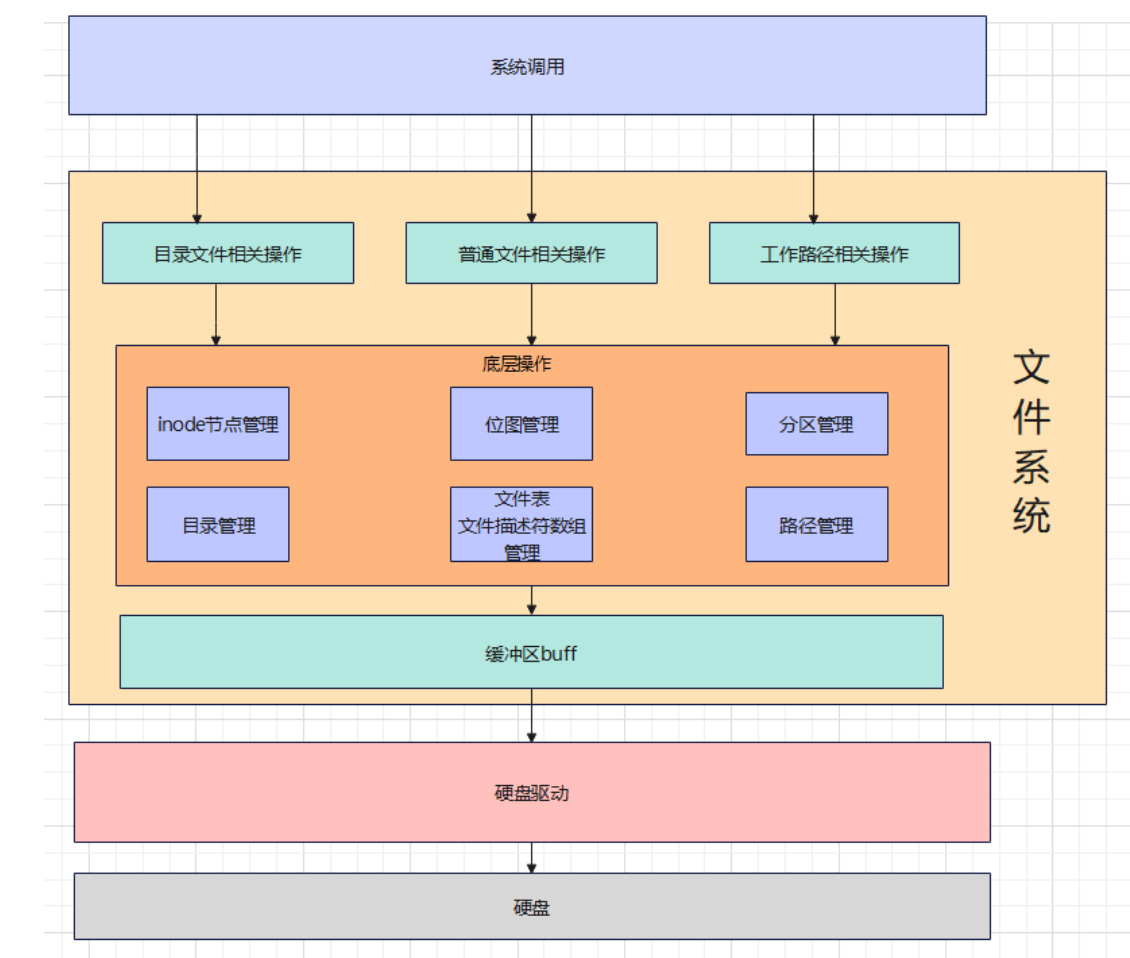 系统调用
目录文件相关操作
普通文件相关操作
工作路径相关操作
底层操作
inode节点管理
位图管理
分区管理
目录管理
文件表
文件描述符数组
管理
路径管理
文
件
系
统
缓冲区buff
硬盘驱动
硬盘